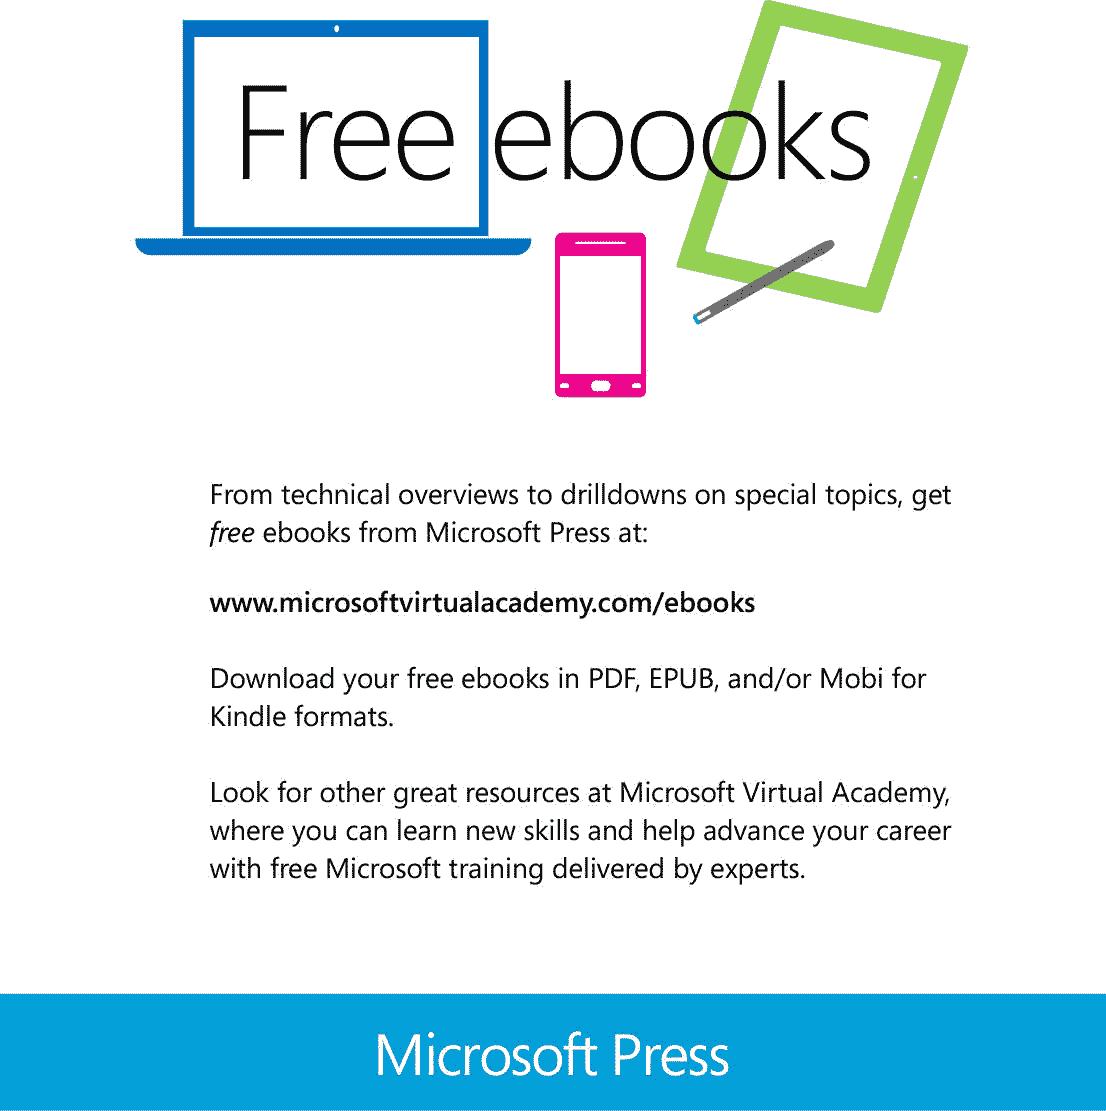 Free ebooks
From technical overviews to drilldowns on special topics, get
free ebooks from Microsoft Press at:
www.microsoftvirtualacademy.com/ebooks
Download your free ebooks in PDF, EPUB, and/or Mobi for
Kindle formats.
Look for other great resources at Microsoft Virtual Academy,
where you can learn new skills and help advance your career
with free Microsoft training delivered by experts.
Microsoft Press